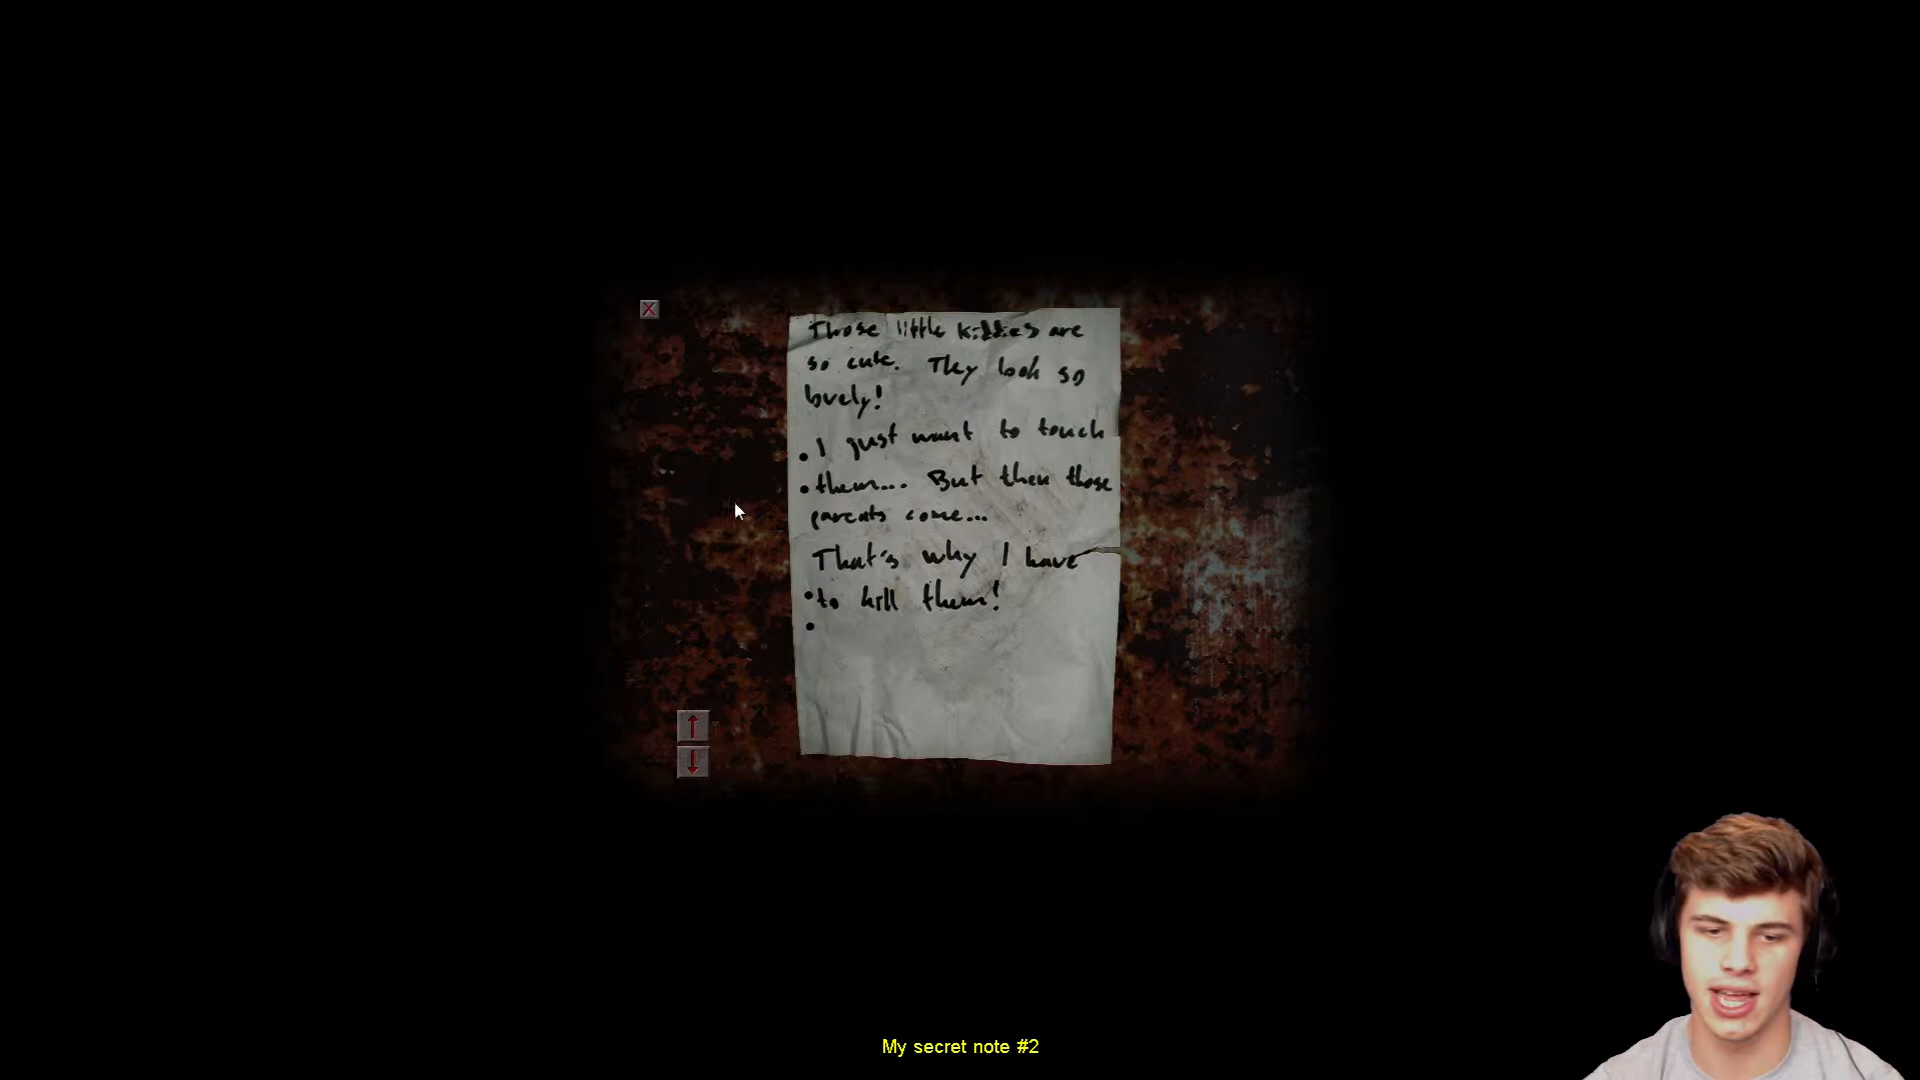 Those little kiddies are
so cute. They look so
lovely!
I just want to touch
them... But then those
parents come...
That's why I have
to kill them!
My secret note #2